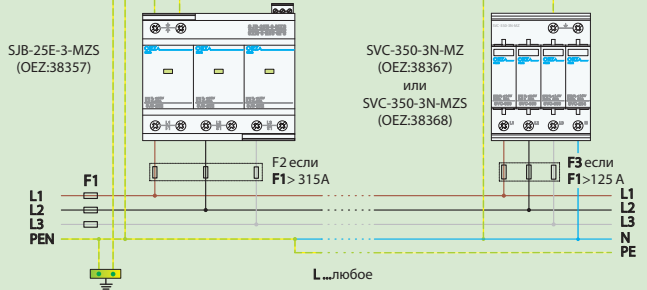 SJB-25E-3-MZS
(OEZ:38357)
SVC-350-3N-MZ
(OEZ:38367)
или
SVC-350-3N-MZS
(OEZ:38368)
F2 если
F1> 315A
F3 если
F1>125 A
F1
L1
L2
L3
PEN
L1
L2
L3
N
PE
L ...любое